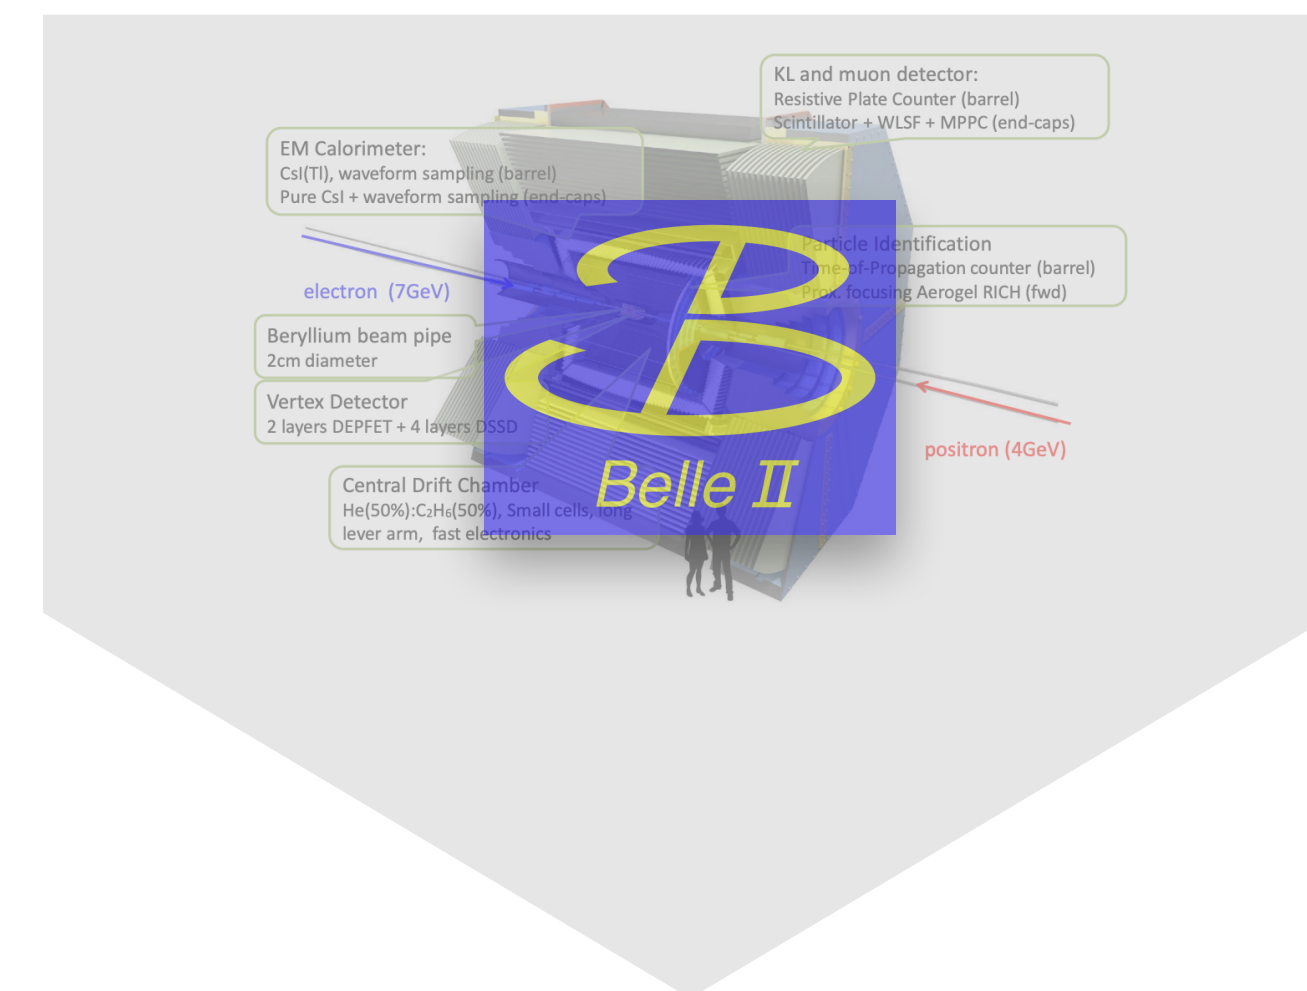 KL and muon detector:
Resistive Plate Counter (barrel)
Scintillator + WLSF + MPPC (end-caps)
EM Calorimeter:
CsI(Tl), waveform sampling (barrel)
Pure CsI + waveform sampling (end-caps)
Particle Identification
Time-of-Propagation counter (barrel)
Prox. focusing Aerogel RICH (fwd)
electron (7GeV)
Beryllium beam pipe
2cm diameter
Vertex Detector
2 layers DEPFET + 4 layers DSSD
positron (4GeV)
Central Drift Chamber
He(50%):C₂H₆(50%), Small cells, long
lever arm, fast electronics
B
Belle II